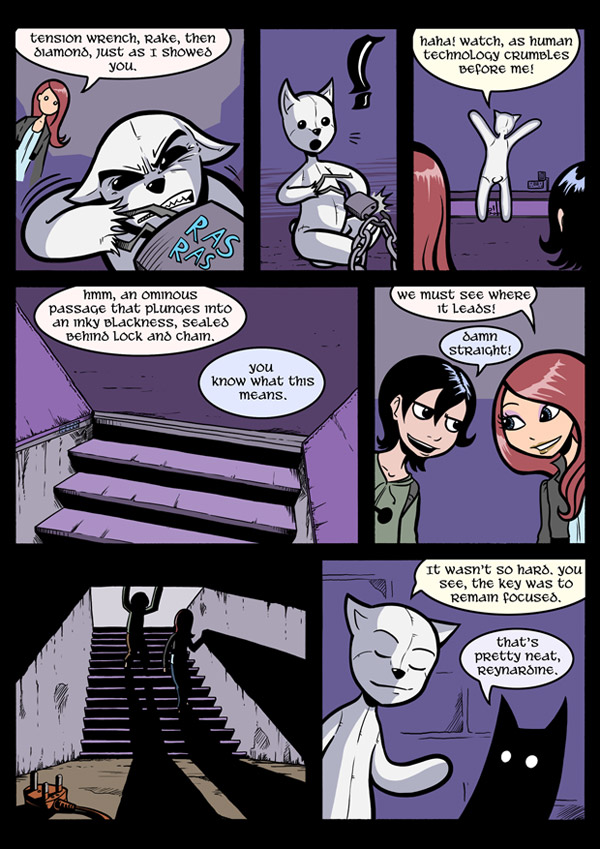 tension wrench, rake, then
diamond, just as I showed
you.
RAS
RAS
!
haha! watch, as human
technology crumbles
before me!
hmm, an ominous
passage that plunges into
an inky blackness, sealed
behind lock and chain.
you
know what this
means.
we must see where
it leads!
damn
straight!
It wasn't so hard. you
see, the key was to
remain focused.
that's
pretty neat,
Reynardine.